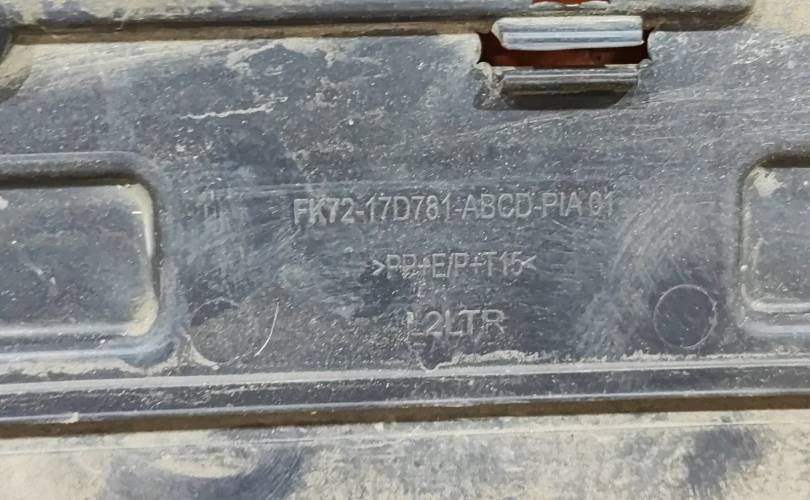 FK72-17D781-ABCD-PIA 01
>PP+E/P+T15<
L2LTR